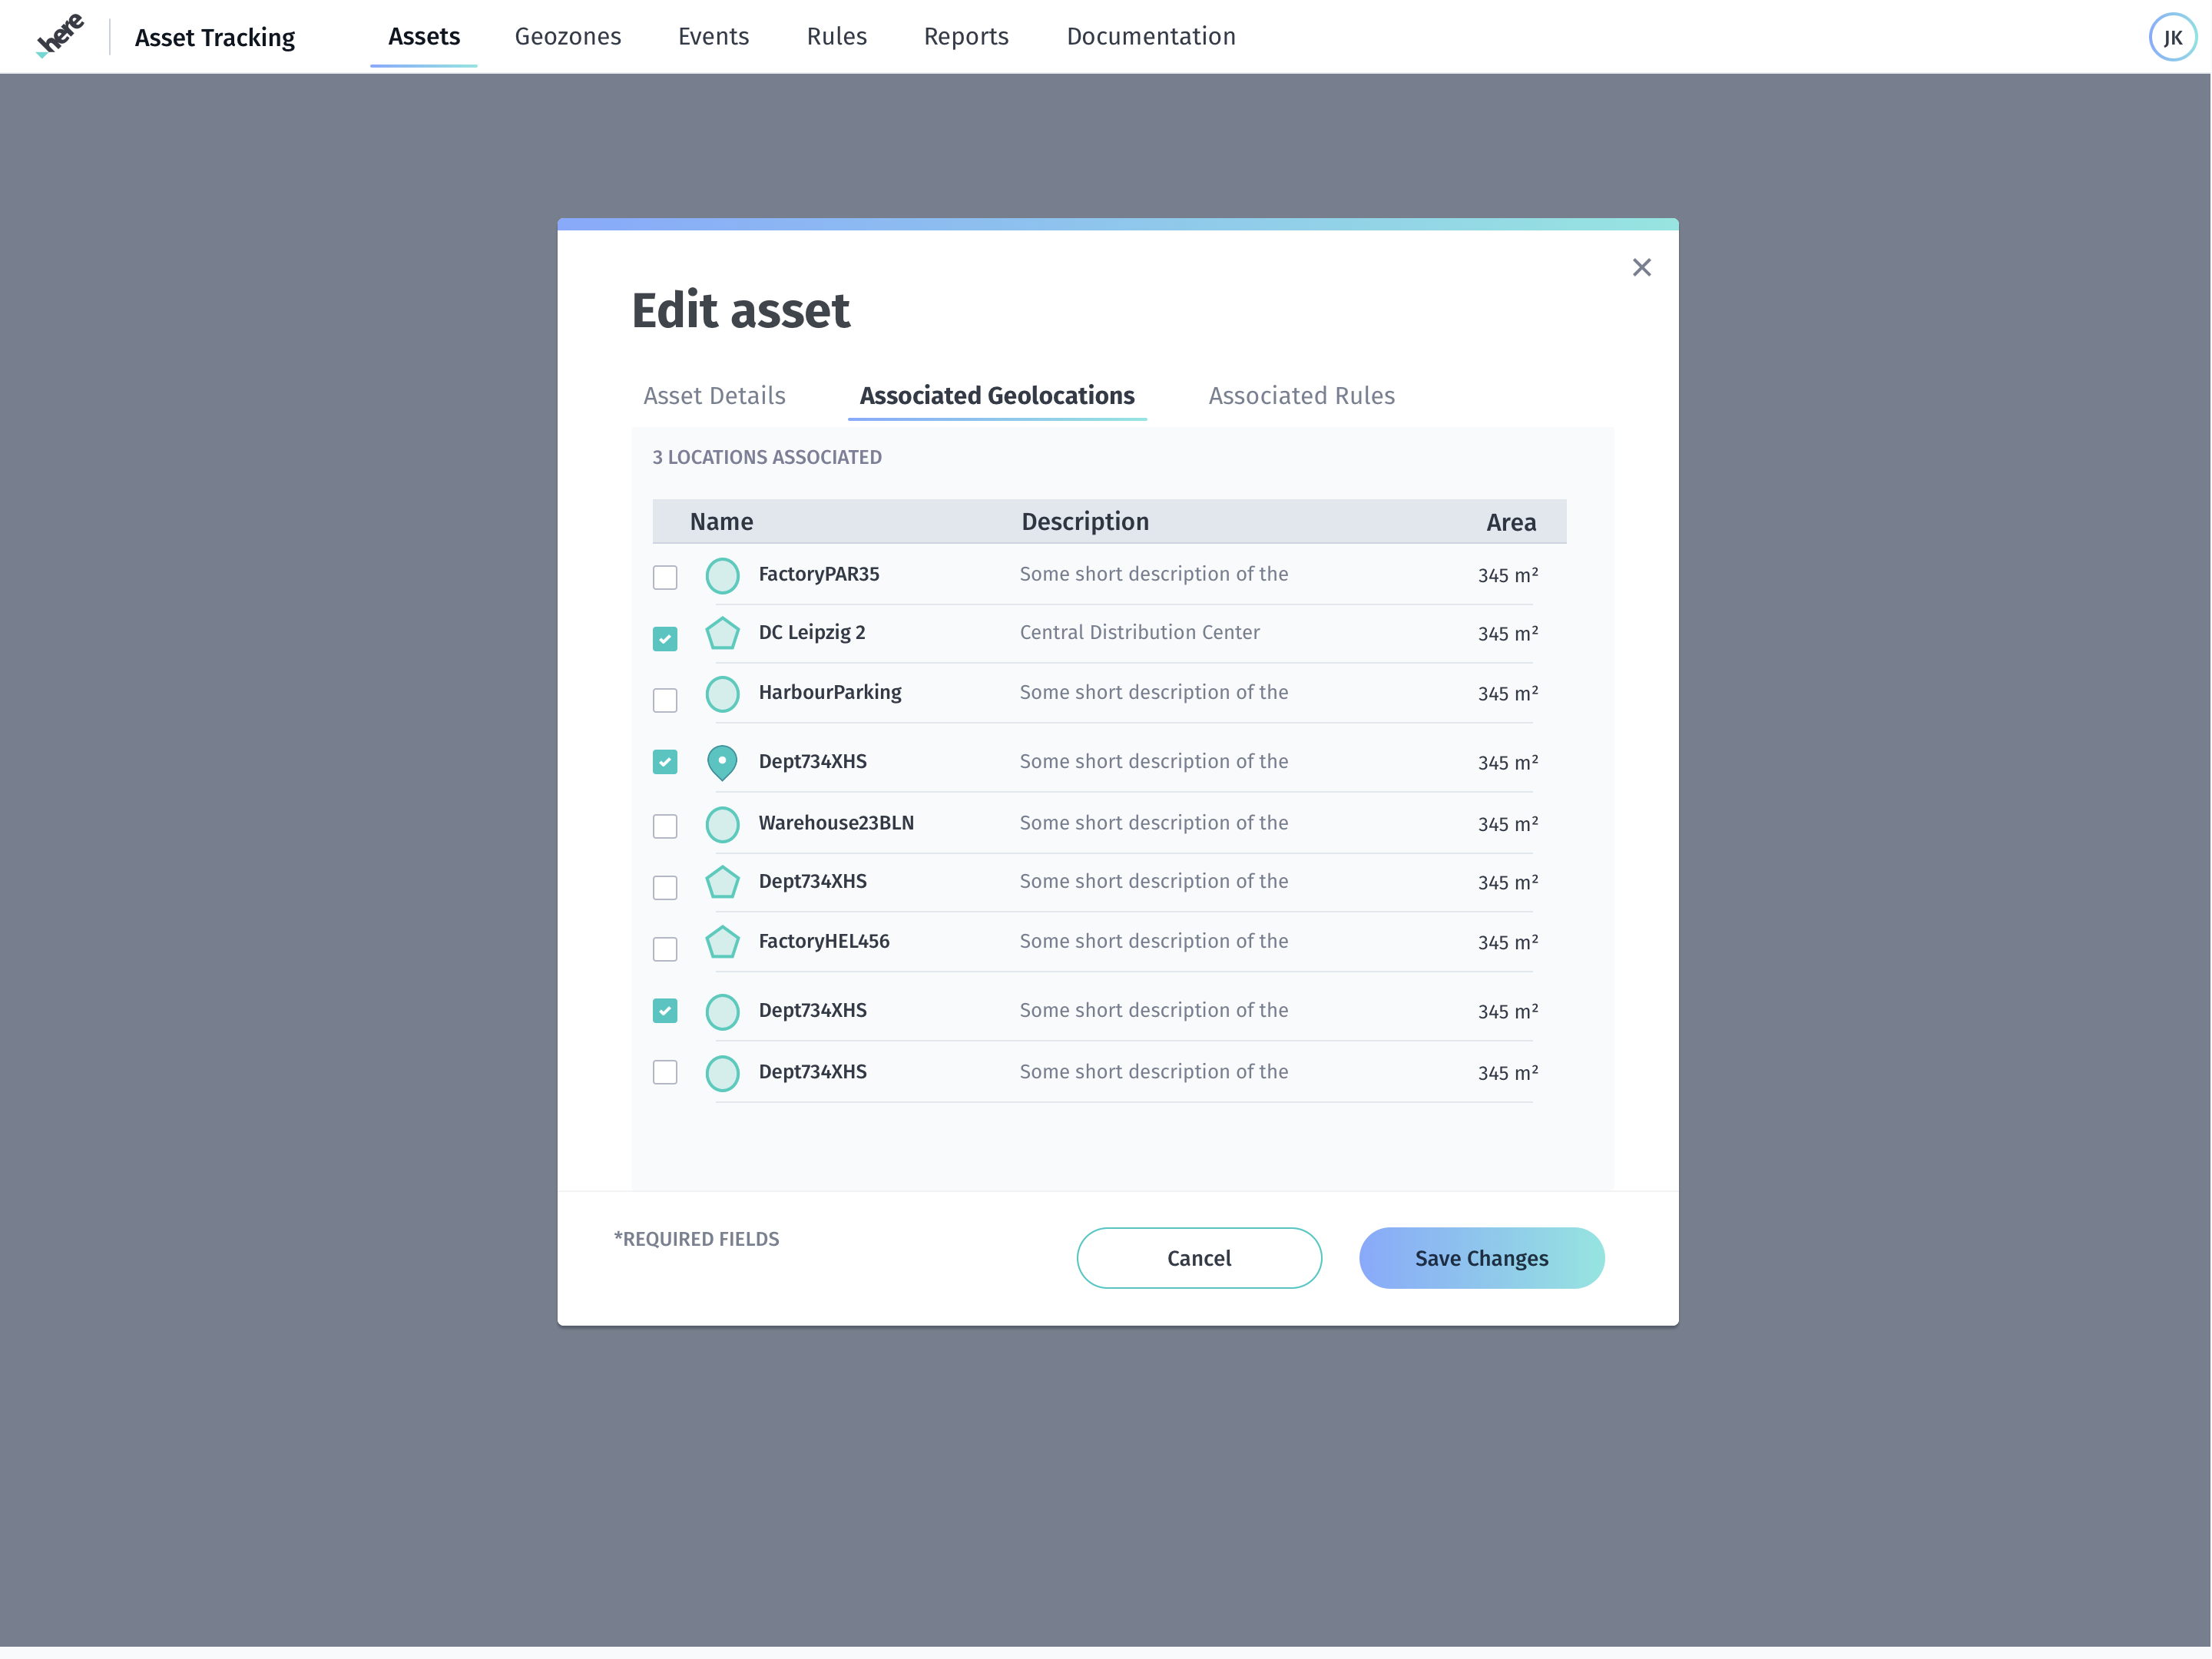 here Asset Tracking Assets Geozones Events Rules Reports Documentation JK
Edit asset
Asset Details Associated Geolocations Associated Rules
3 LOCATIONS ASSOCIATED
Name Description Area
FactoryPAR35 Some short description of the 345 m²
DC Leipzig 2 Central Distribution Center 345 m²
HarbourParking Some short description of the 345 m²
Dept734XHS Some short description of the 345 m²
Warehouse23BLN Some short description of the 345 m²
Dept734XHS Some short description of the 345 m²
FactoryHEL456 Some short description of the 345 m²
Dept734XHS Some short description of the 345 m²
Dept734XHS Some short description of the 345 m²
*REQUIRED FIELDS Cancel Save Changes